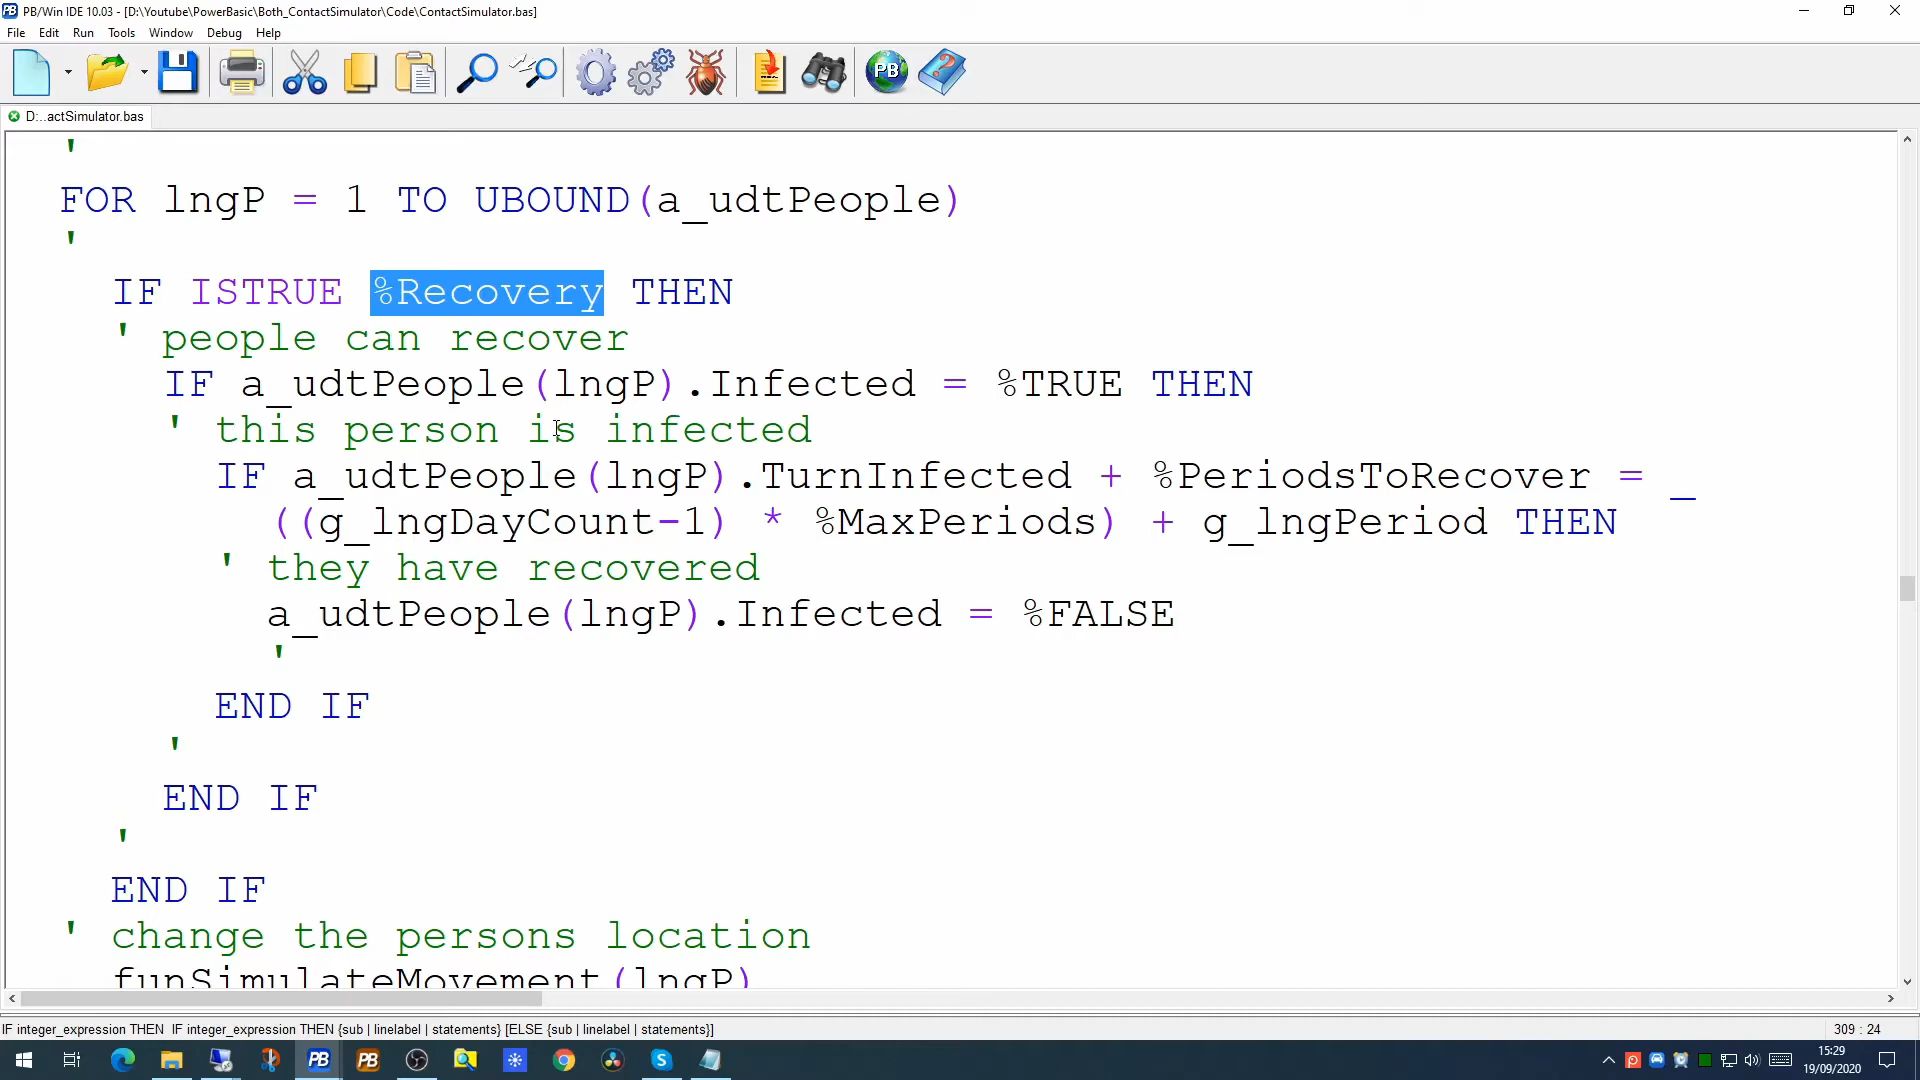 PB/Win IDE 10.03 - [D:\Youtube\PowerBasic\Both_ContactSimulator\Code\ContactSimulator.bas]
File Edit Run Tools Window Debug Help
D:..actSimulator.bas
'
FOR lngP = 1 TO UBOUND(a_udtPeople)
'
IF ISTRUE %Recovery THEN
' people can recover
IF a_udtPeople(lngP).Infected = %TRUE THEN
' this person is infected
IF a_udtPeople(lngP).TurnInfected + %PeriodsToRecover = _
((g_lngDayCount-1) * %MaxPeriods) + g_lngPeriod THEN
' they have recovered
a_udtPeople(lngP).Infected = %FALSE
'
END IF
'
END IF
'
END IF
' change the persons location
funSimulateMovement(lngP)
IF integer_expression THEN IF integer_expression THEN {sub | linelabel | statements} [ELSE {sub | linelabel | statements}]
309 : 24
15:29
19/09/2020